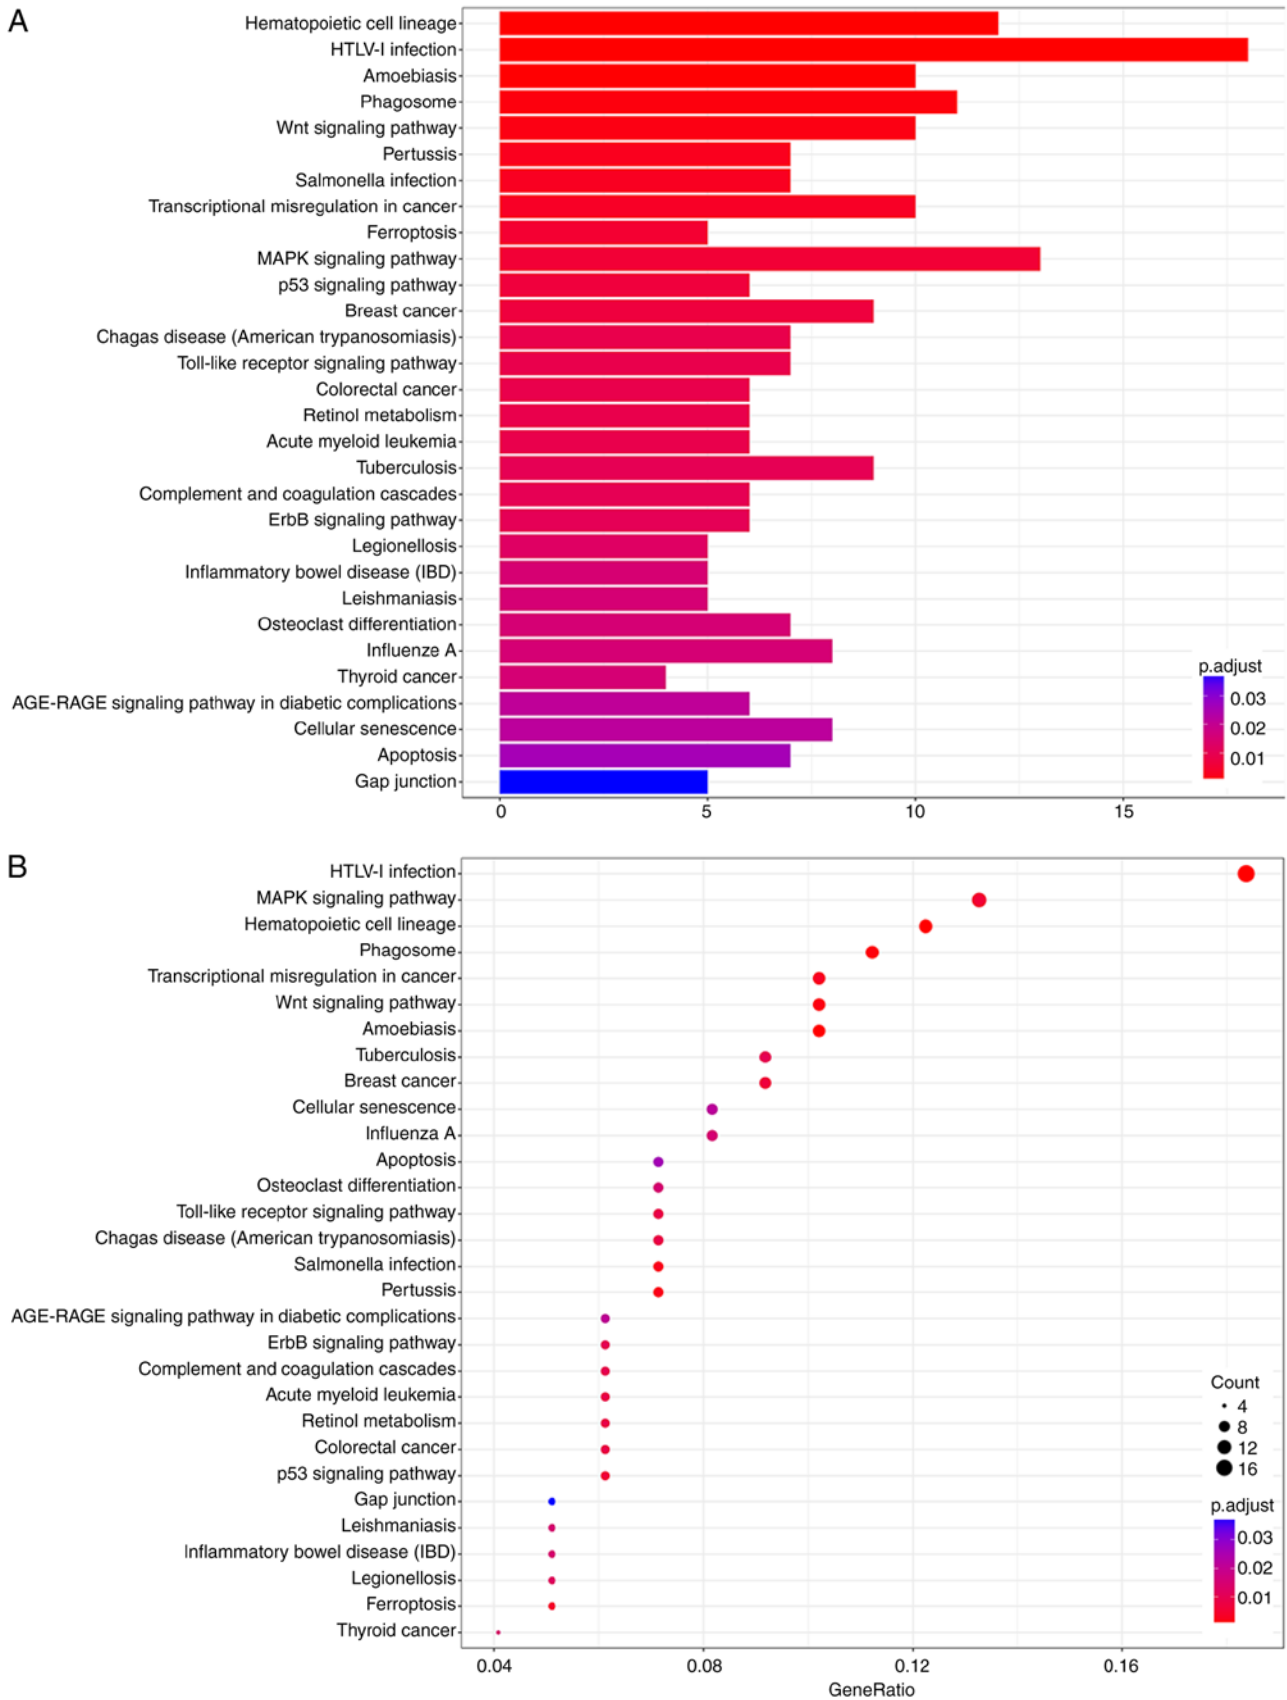 A
Hematopoietic cell lineage
HTLV-I infection
Amoebiasis
Phagosome
Wnt signaling pathway
Pertussis
Salmonella infection
Transcriptional misregulation in cancer
Ferroptosis
MAPK signaling pathway
p53 signaling pathway
Breast cancer
Chagas disease (American trypanosomiasis)
Toll-like receptor signaling pathway
Colorectal cancer
Retinol metabolism
Acute myeloid leukemia
Tuberculosis
Complement and coagulation cascades
ErbB signaling pathway
Legionellosis
Inflammatory bowel disease (IBD)
Leishmaniasis
Osteoclast differentiation
Influenze A
Thyroid cancer
AGE-RAGE signaling pathway in diabetic complications
Cellular senescence
Apoptosis
Gap junction
p.adjust
0.03
0.02
0.01
0 5 10 15
B
HTLV-I infection
MAPK signaling pathway
Hematopoietic cell lineage
Phagosome
Transcriptional misregulation in cancer
Wnt signaling pathway
Amoebiasis
Tuberculosis
Breast cancer
Cellular senescence
Influenza A
Apoptosis
Osteoclast differentiation
Toll-like receptor signaling pathway
Chagas disease (American trypanosomiasis)
Salmonella infection
Pertussis
AGE-RAGE signaling pathway in diabetic complications
ErbB signaling pathway
Complement and coagulation cascades
Acute myeloid leukemia
Retinol metabolism
Colorectal cancer
p53 signaling pathway
Gap junction
Leishmaniasis
Inflammatory bowel disease (IBD)
Legionellosis
Ferroptosis
Thyroid cancer
Count
4
8
12
16
p.adjust
0.03
0.02
0.01
0.04 0.08 0.12 0.16
GeneRatio